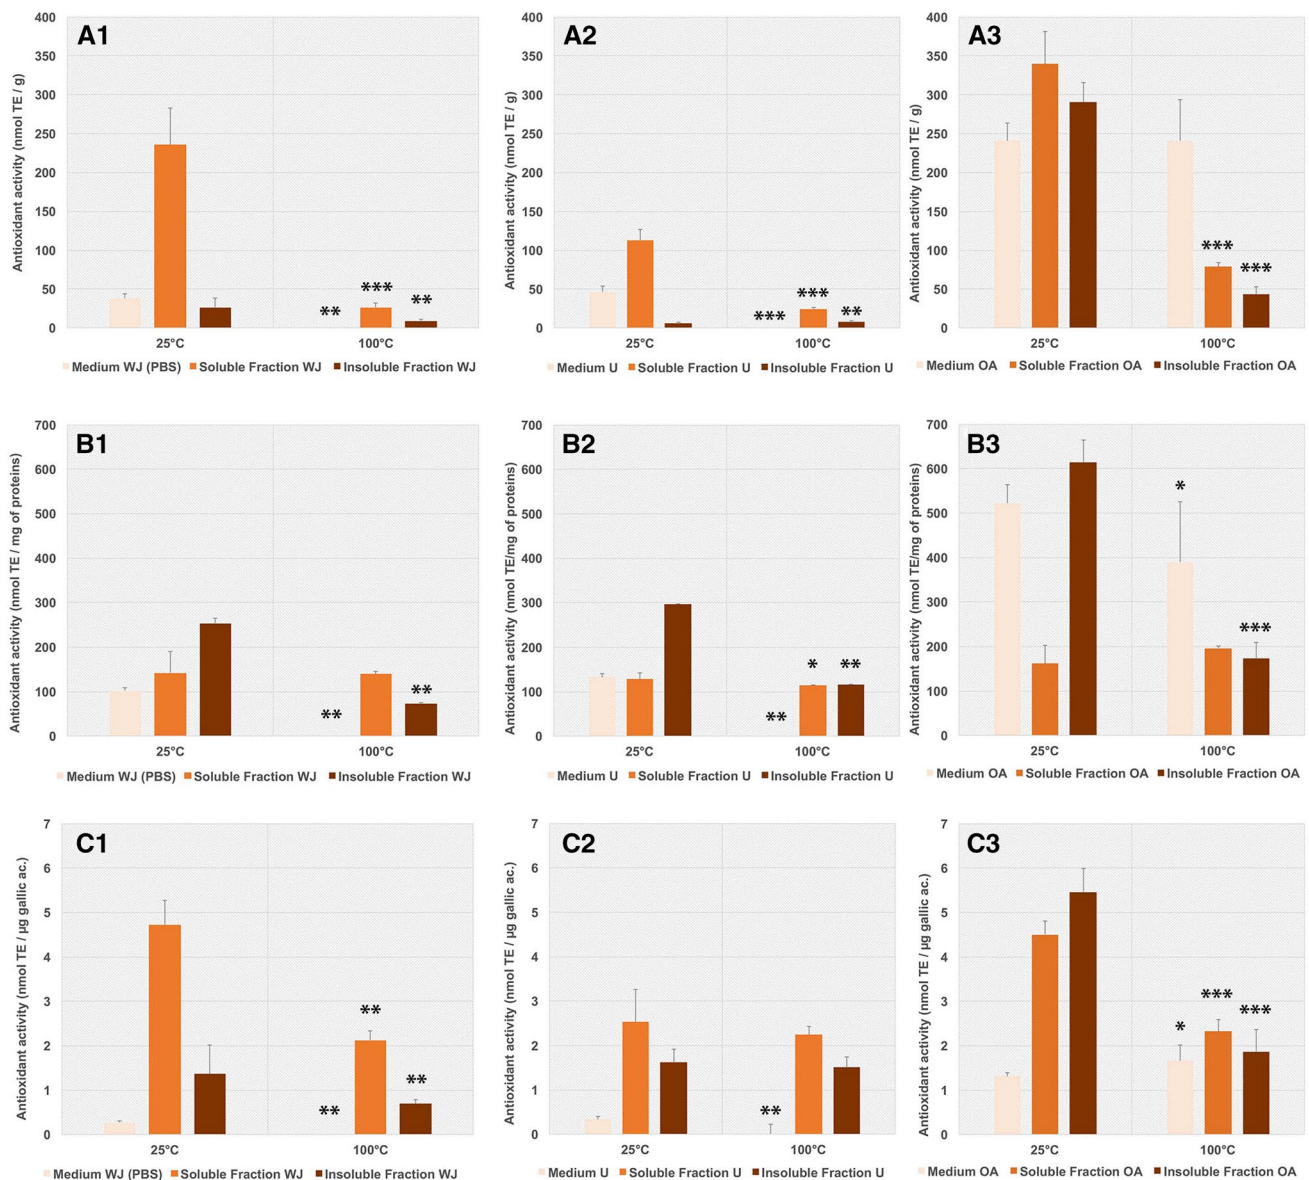 A1
Antioxidant activity (nmol TE / g)
400
350
300
250
200
150
100
50
0
**
***
**
25°C
100°C
Medium WJ (PBS) Soluble Fraction WJ Insoluble Fraction WJ
A2
Antioxidant activity (nmol TE / g)
400
350
300
250
200
150
100
50
0
***
***
**
25°C
100°C
Medium U Soluble Fraction U Insoluble Fraction U
A3
Antioxidant activity (nmol TE / g)
400
350
300
250
200
150
100
50
0
***
***
25°C
100°C
Medium OA Soluble Fraction OA Insoluble Fraction OA
B1
Antioxidant activity (nmol TE / mg of proteins)
700
600
500
400
300
200
100
0
**
**
25°C
100°C
Medium WJ (PBS) Soluble Fraction WJ Insoluble Fraction WJ
B2
Antioxidant activity (nmol TE/mg of proteins)
700
600
500
400
300
200
100
0
**
*
**
25°C
100°C
Medium U Soluble Fraction U Insoluble Fraction U
B3
Antioxidant activity (nmol TE/mg of proteins)
700
600
500
400
300
200
100
0
*
***
25°C
100°C
Medium OA Soluble Fraction OA Insoluble Fraction OA
C1
Antioxidant activity (nmol TE / µg gallic ac.)
7
6
5
4
3
2
1
0
**
**
**
25°C
100°C
Medium WJ (PBS) Soluble Fraction WJ Insoluble Fraction WJ
C2
Antioxidant activity (nmol TE / µg gallic ac.)
7
6
5
4
3
2
1
0
**
25°C
100°C
Medium U Soluble Fraction U Insoluble Fraction U
C3
Antioxidant activity (nmol TE / µg gallic ac.)
7
6
5
4
3
2
1
0
*
***
***
25°C
100°C
Medium OA Soluble Fraction OA Insoluble Fraction OA